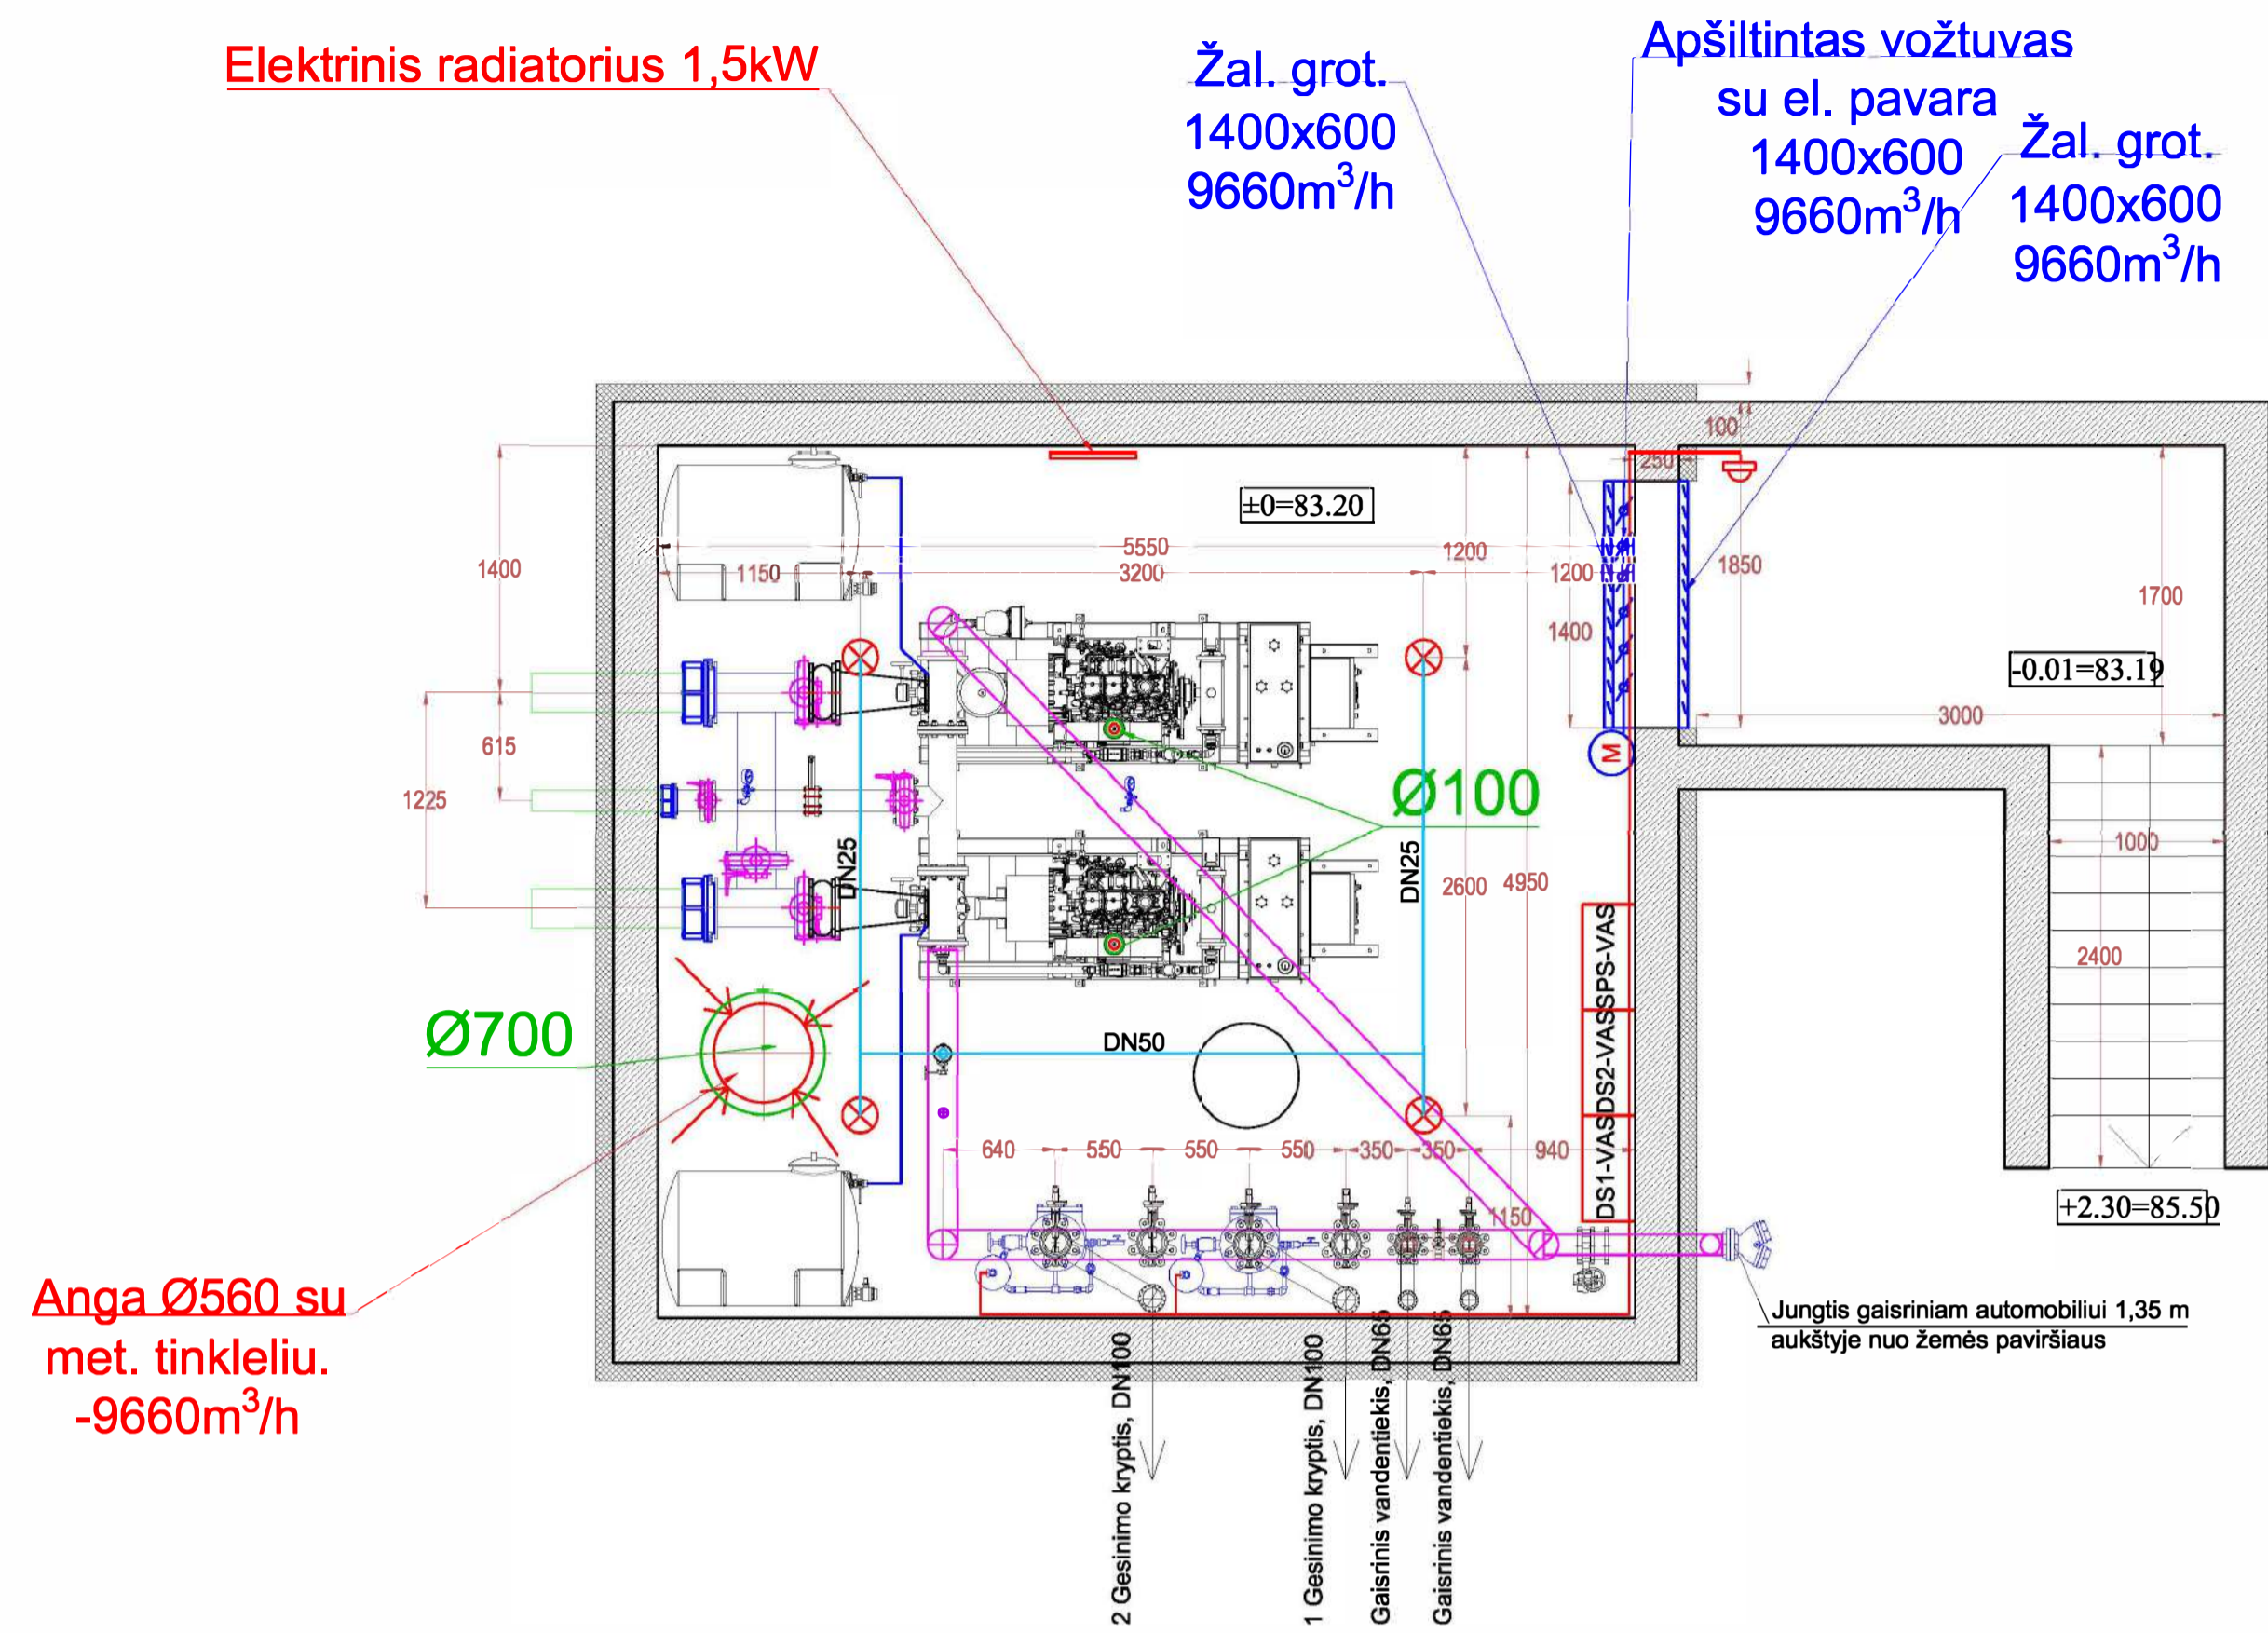 Elektrinis radiatorius 1,5kW
Žal. grot.
1400x600
9660m³/h
Apšiltintas vožtuvas
su el. pavara
1400x600
9660m³/h
Žal. grot.
1400x600
9660m³/h
100
250
±0=83.20
5550
1200
1150
3200
1200
1850
1400
1700
1400
-0.01=83.19
3000
615
1225
M
Ø100
DN25
DN25
2600
4950
1000
2400
DS1-VAS
DS2-VAS
SPS-VAS
Ø700
DN50
640
550
550
550
350
350
940
1150
+2.30=85.50
Anga Ø560 su
met. tinkleliu.
-9660m³/h
Jungtis gaisriniam automobiliui 1,35 m
aukštyje nuo žemės paviršiaus
2 Gesinimo kryptis, DN100
1 Gesinimo kryptis, DN100
Gaisrinis vandentiekis, DN65
Gaisrinis vandentiekis, DN65